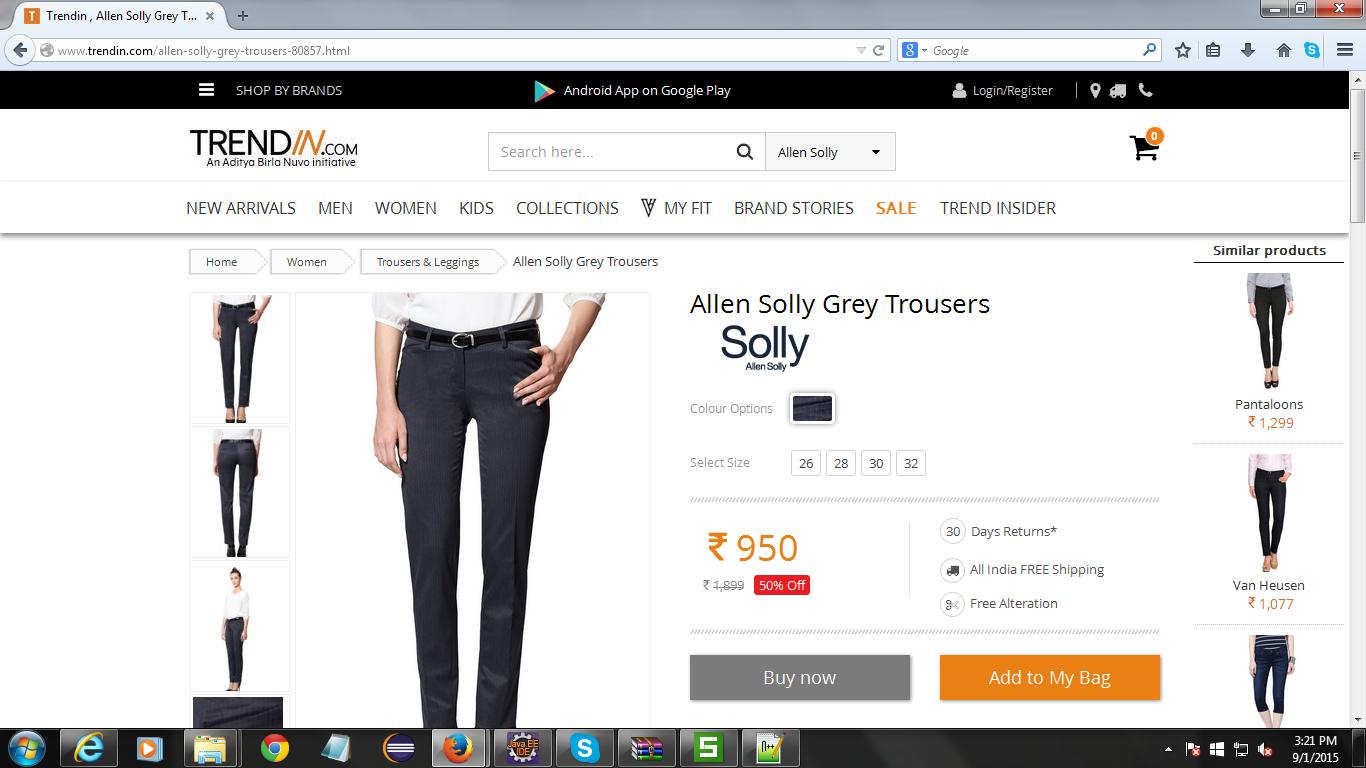 Trendin , Allen Solly Grey T...
www.trendin.com/allen-solly-grey-trousers-80857.html
Google
SHOP BY BRANDS
Android App on Google Play
Login/Register
TRENDIN.COM
An Aditya Birla Nuvo initiative
Search here...
Allen Solly
0
NEW ARRIVALS MEN WOMEN KIDS COLLECTIONS MY FIT BRAND STORIES SALE TREND INSIDER
Home Women Trousers & Leggings Allen Solly Grey Trousers
Allen Solly Grey Trousers
Solly
Allen Solly
Colour Options
Select Size 26 28 30 32
₹ 950
₹ 1,899 50% Off
30 Days Returns*
All India FREE Shipping
Free Alteration
Buy now Add to My Bag
Similar products
Pantaloons
₹ 1,299
Van Heusen
₹ 1,077
Java EE
IDE
3:21 PM
9/1/2015